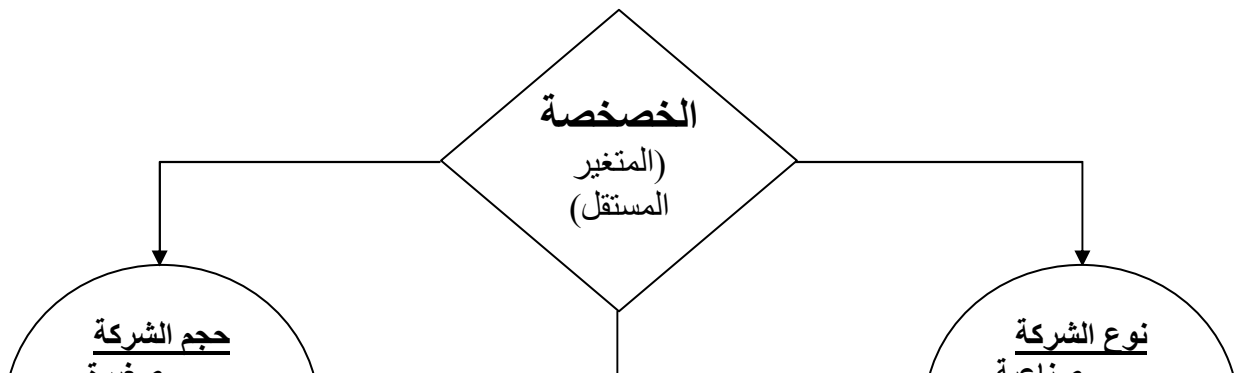 الخصخصة
(المتغير
المستقل)
نوع الشركة
حجم الشركة